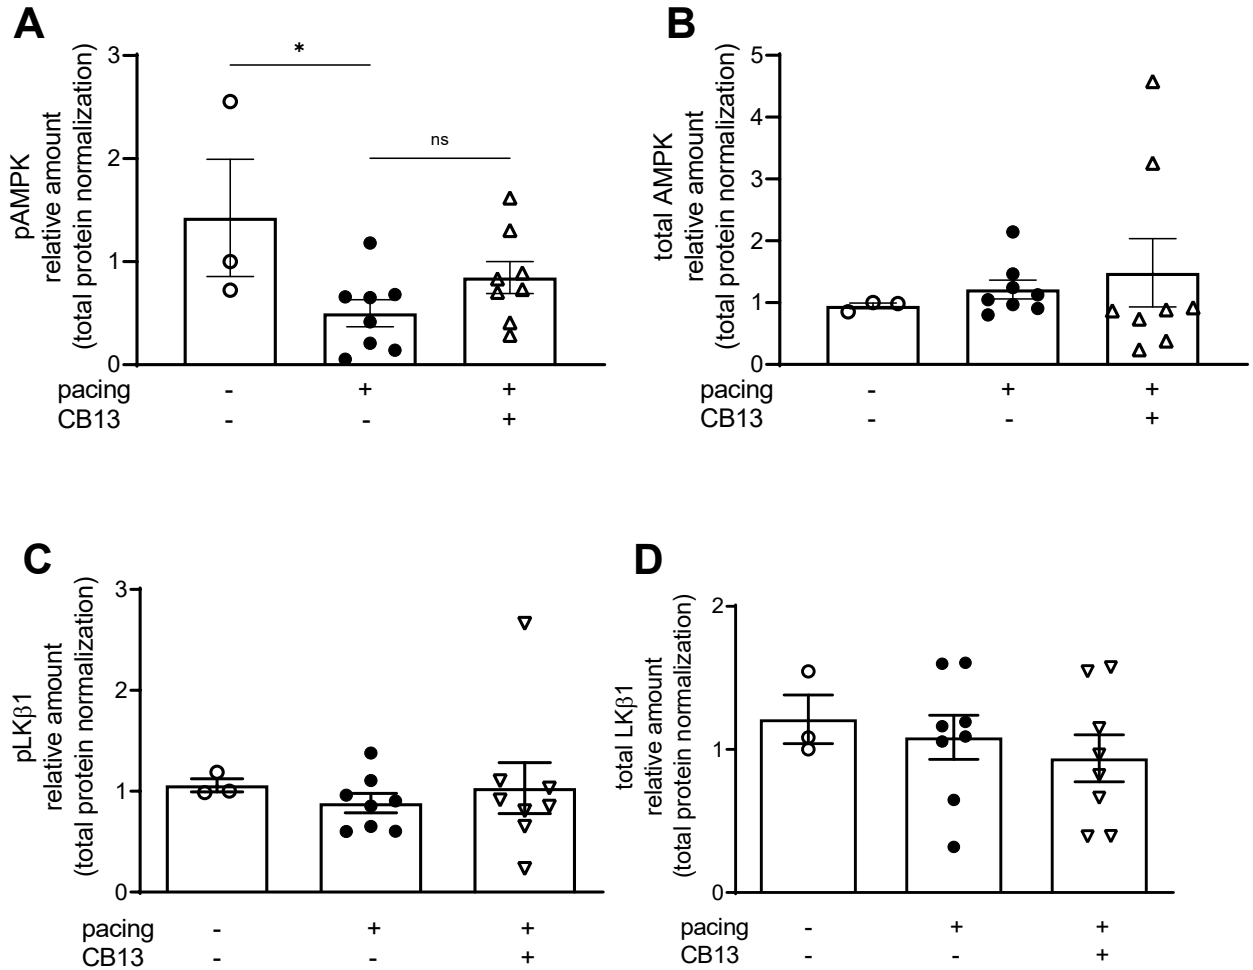 A
pAMPK
relative amount
(total protein normalization)
3
2
1
0
*
ns
pacing - + +
CB13 - - +
B
total AMPK
relative amount
(total protein normalization)
5
4
3
2
1
0
pacing - + +
CB13 - - +
C
pLKβ1
relative amount
(total protein normalization)
3
2
1
0
pacing - + +
CB13 - - +
D
total LKβ1
relative amount
(total protein normalization)
2
1
0
pacing - + +
CB13 - - +